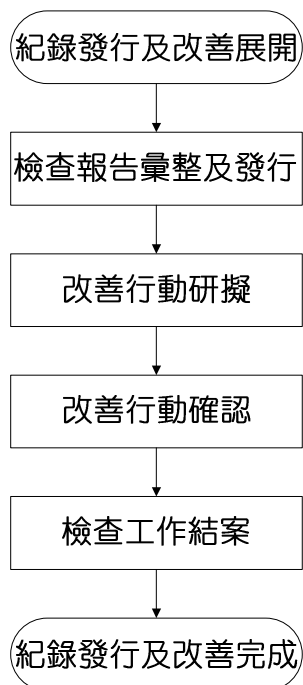 紀錄發行及改善展開
檢查報告彙整及發行
改善行動研擬
改善行動確認
檢查工作結案
紀錄發行及改善完成